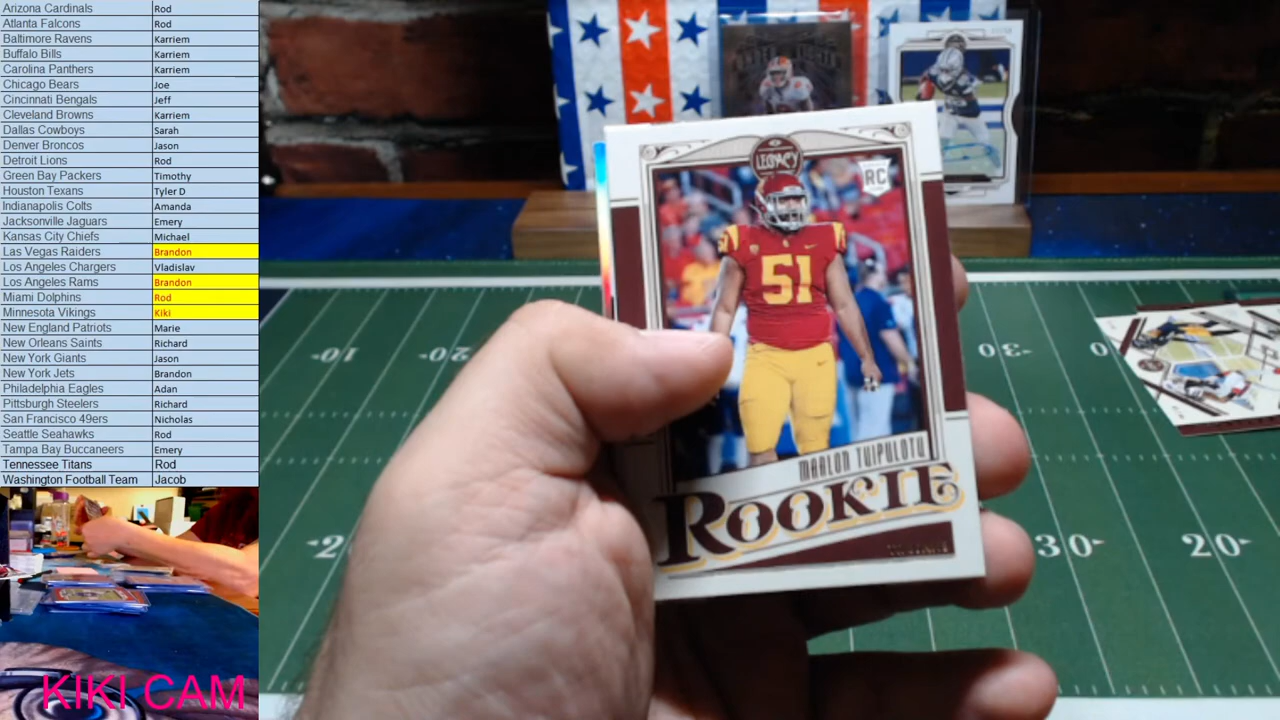 Arizona Cardinals Rod
Atlanta Falcons Rod
Baltimore Ravens Karriem
Buffalo Bills Karriem
Carolina Panthers Karriem
Chicago Bears Joe
Cincinnati Bengals Jeff
Cleveland Browns Karriem
Dallas Cowboys Sarah
Denver Broncos Jason
Detroit Lions Rod
Green Bay Packers Timothy
Houston Texans Tyler D
Indianapolis Colts Amanda
Jacksonville Jaguars Emery
Kansas City Chiefs Michael
Las Vegas Raiders Brandon
Los Angeles Chargers Vladislav
Los Angeles Rams Brandon
Miami Dolphins Rod
Minnesota Vikings Kiki
New England Patriots Marie
New Orleans Saints Richard
New York Giants Jason
New York Jets Brandon
Philadelphia Eagles Adan
Pittsburgh Steelers Richard
San Francisco 49ers Nicholas
Seattle Seahawks Rod
Tampa Bay Buccaneers Emery
Tennessee Titans Rod
Washington Football Team Jacob
KIKI CAM
LEGACY
RC
51
MARLON TUIPULOTU
ROOKIE
-10
-20
30-
20-